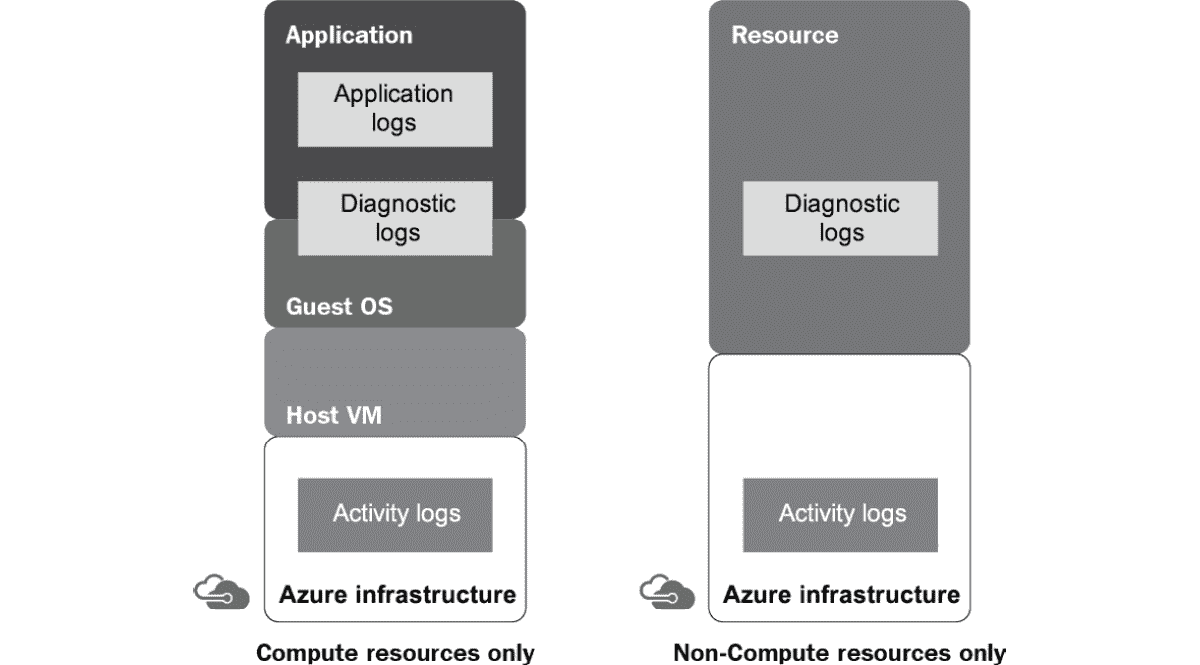 Application
Application
logs
Diagnostic
logs
Guest OS
Host VM
Activity logs
Azure infrastructure
Compute resources only
Resource
Diagnostic
logs
Activity logs
Azure infrastructure
Non-Compute resources only